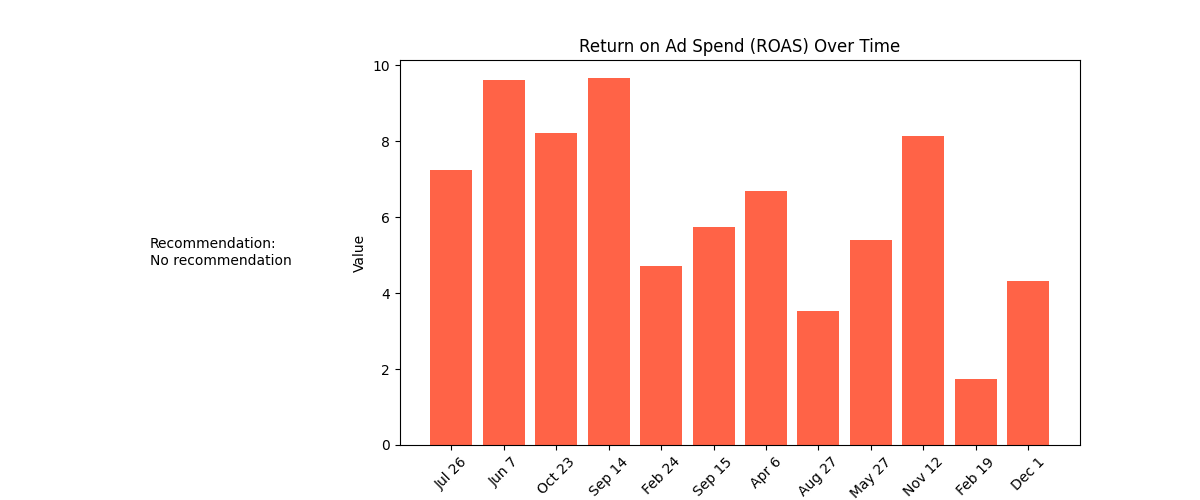 Return on Ad Spend (ROAS) Over Time
Recommendation:
No recommendation
Value
10
8
6
4
2
0
Jul 26
Jun 7
Oct 23
Sep 14
Feb 24
Sep 15
Apr 6
Aug 27
May 27
Nov 12
Feb 19
Dec 1